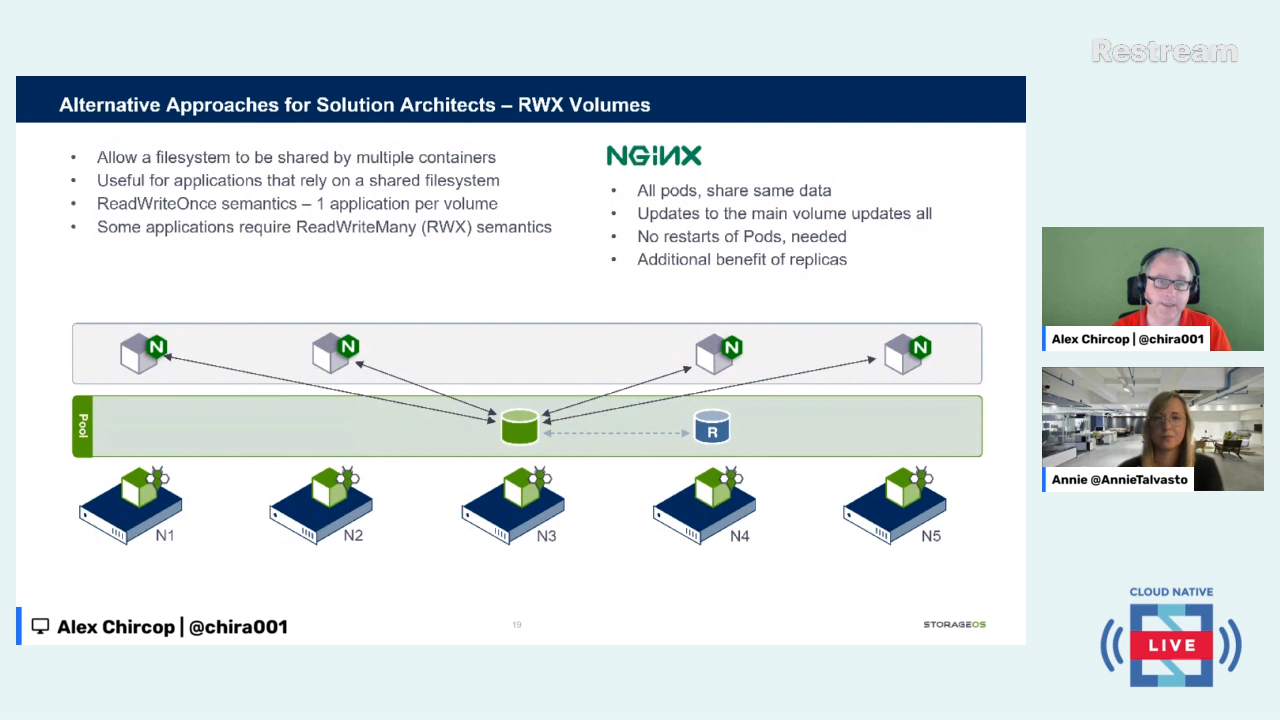 Restream
Alternative Approaches for Solution Architects – RWX Volumes
• Allow a filesystem to be shared by multiple containers
• Useful for applications that rely on a shared filesystem
• ReadWriteOnce semantics – 1 application per volume
• Some applications require ReadWriteMany (RWX) semantics
NGINX
• All pods, share same data
• Updates to the main volume updates all
• No restarts of Pods, needed
• Additional benefit of replicas
N
N
N
N
Pool
R
N1
N2
N3
N4
N5
Alex Chircop | @chira001
19
STORAGEOS
Alex Chircop | @chira001
Annie @AnnieTalvasto
CLOUD NATIVE
LIVE